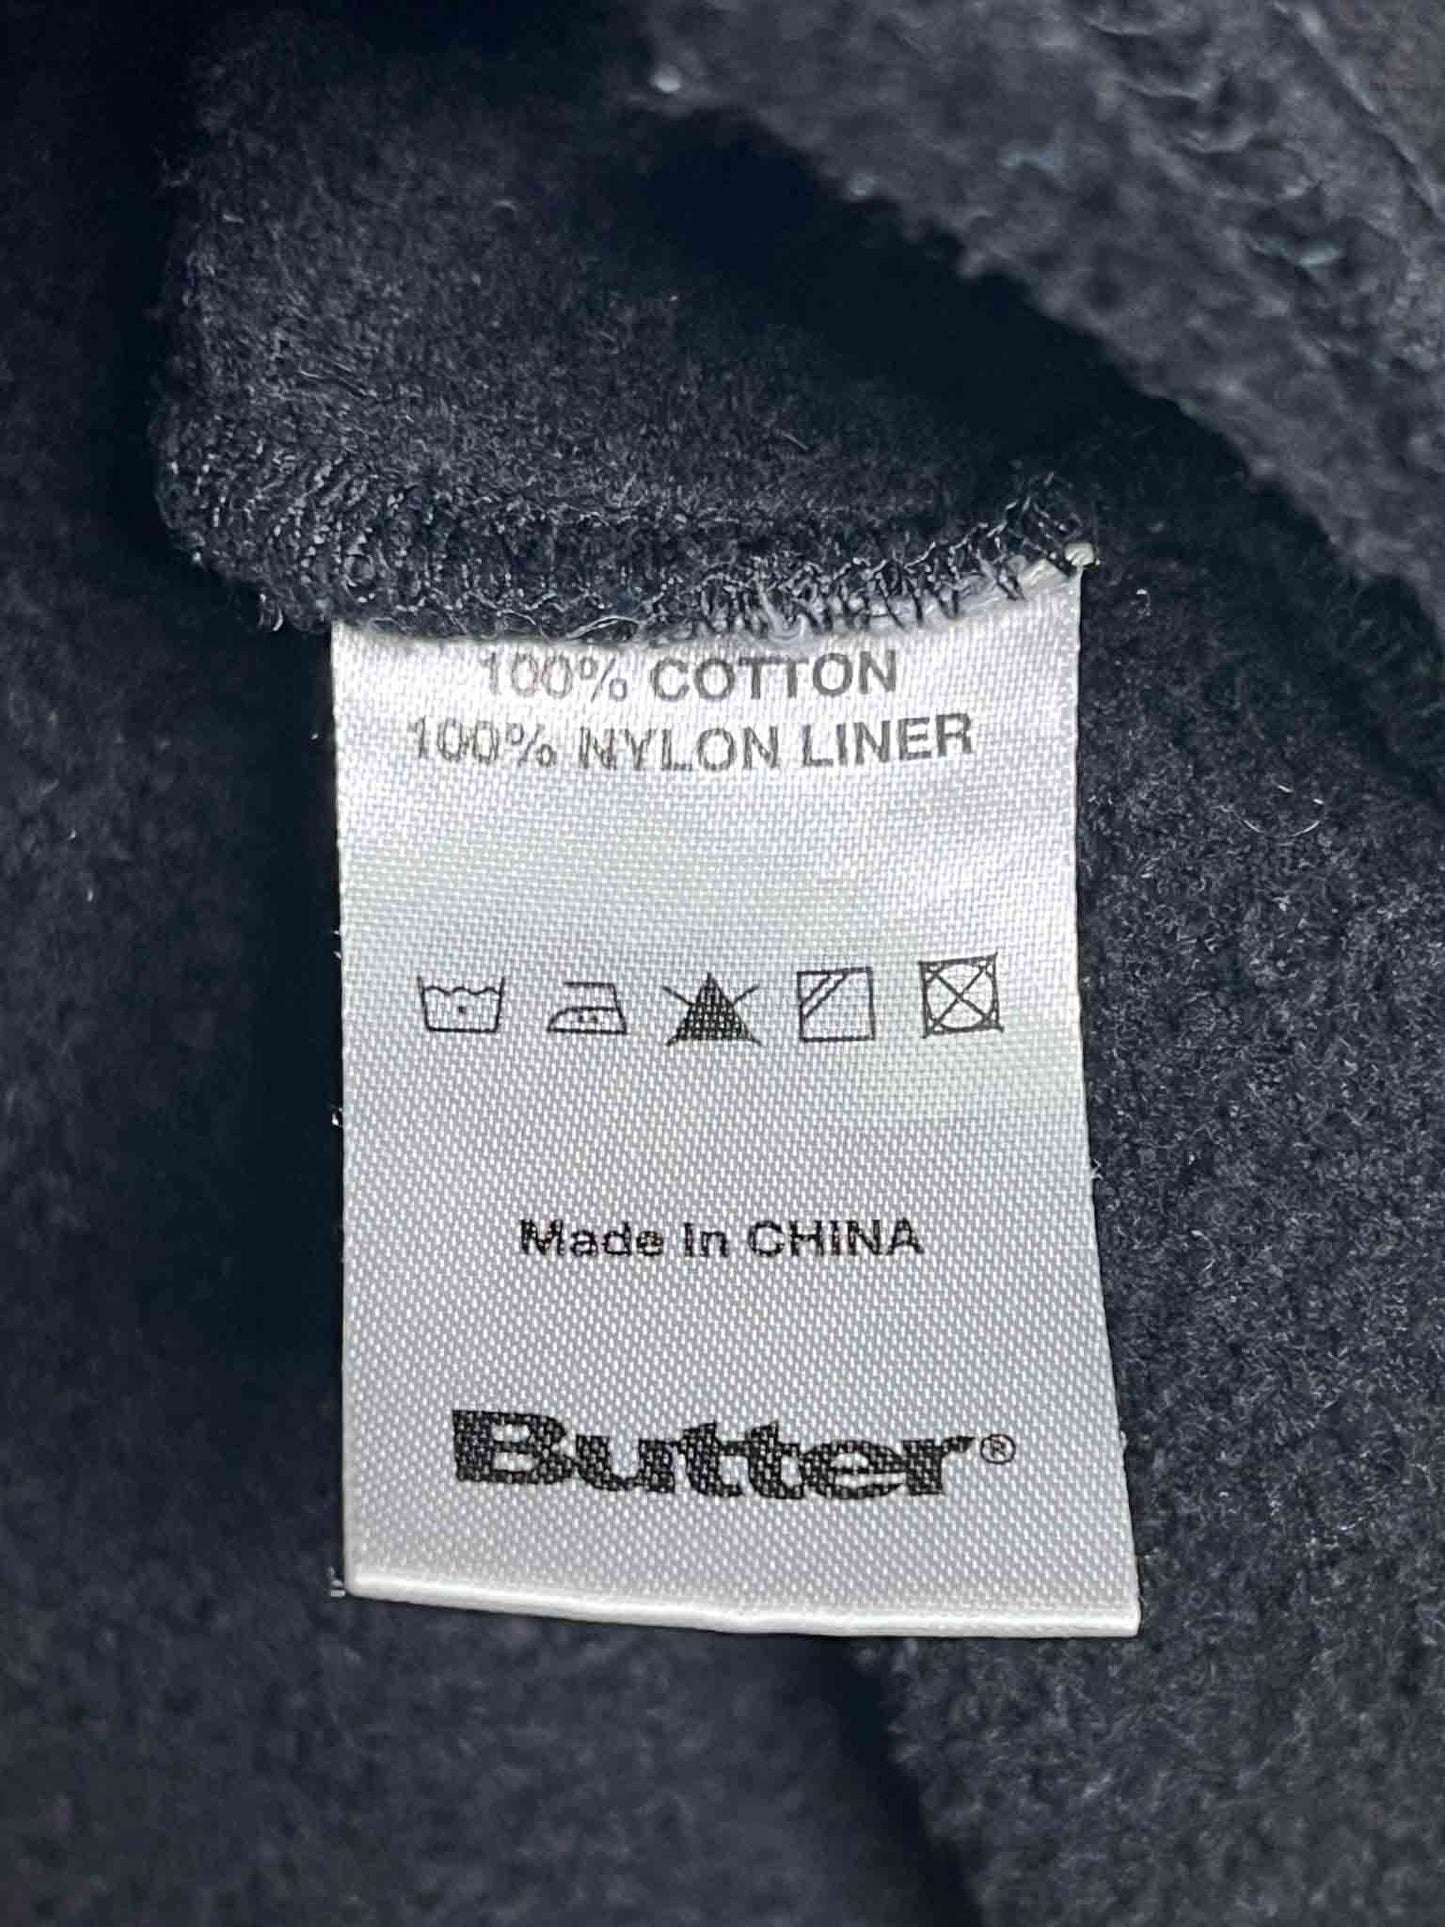 100% COTTON
100% NYLON LINER
Made In CHINA
Butter®